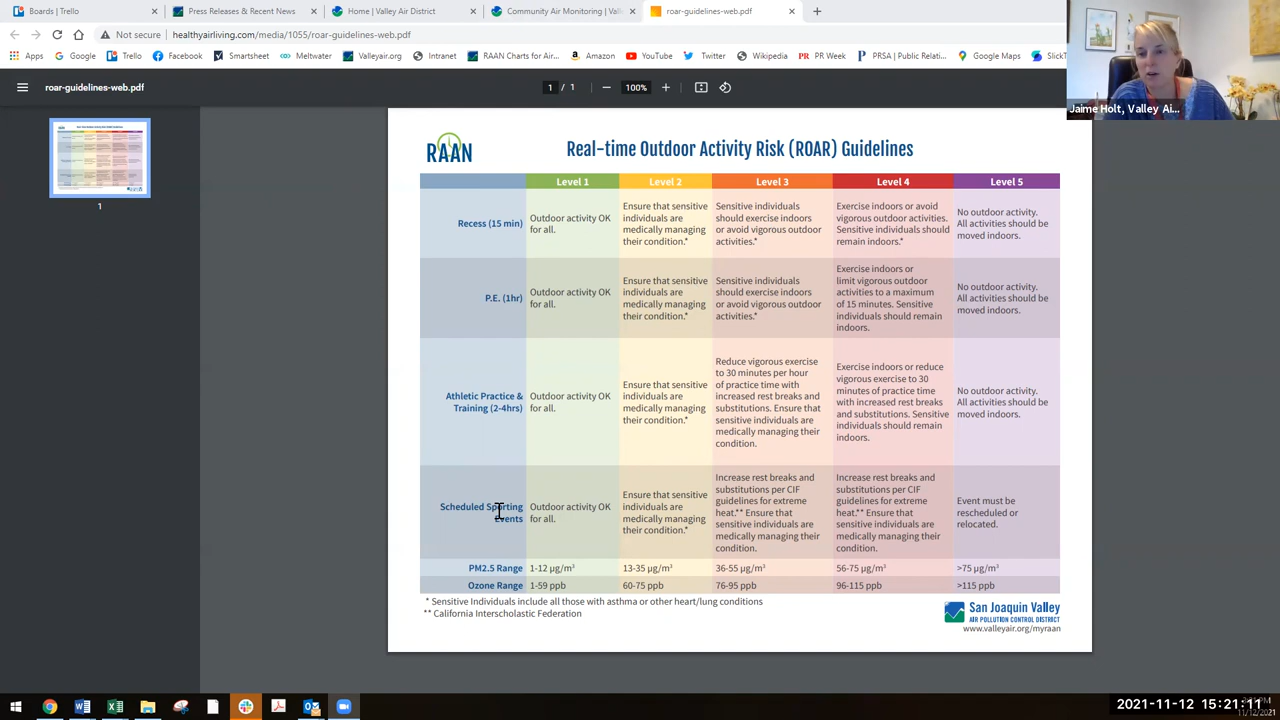 Boards | Trello
Press Releases & Recent News
Home | Valley Air District
Community Air Monitoring | Valley
roar-guidelines-web.pdf
Not secure | healthyairliving.com/media/1055/roar-guidelines-web.pdf
Apps Google Trello Facebook Smartsheet Meltwater Valleyair.org Intranet RAAN Charts for Air... Amazon YouTube Twitter Wikipedia PR Week PRSA | Public Relati... Google Maps
roar-guidelines-web.pdf
1 / 1
100%
Jaime Holt, Valley Ai...
1
RAAN
Real-time Outdoor Activity Risk (ROAR) Guidelines
Level 1 Level 2 Level 3 Level 4 Level 5
Recess (15 min)
Outdoor activity OK
for all.
Ensure that sensitive
individuals are
medically managing
their condition.*
Sensitive individuals
should exercise indoors
or avoid vigorous outdoor
activities.*
Exercise indoors or avoid
vigorous outdoor activities.
Sensitive individuals should
remain indoors.*
No outdoor activity.
All activities should be
moved indoors.
P.E. (1hr)
Outdoor activity OK
for all.
Ensure that sensitive
individuals are
medically managing
their condition.*
Sensitive individuals
should exercise indoors
or avoid vigorous outdoor
activities.*
Exercise indoors or
limit vigorous outdoor
activities to a maximum
of 15 minutes. Sensitive
individuals should remain
indoors.
No outdoor activity.
All activities should be
moved indoors.
Athletic Practice &
Training (2-4hrs)
Outdoor activity OK
for all.
Ensure that sensitive
individuals are
medically managing
their condition.*
Reduce vigorous exercise
to 30 minutes per hour
of practice time with
increased rest breaks and
substitutions. Ensure that
sensitive individuals are
medically managing their
condition.
Exercise indoors or reduce
vigorous exercise to 30
minutes of practice time
with increased rest breaks
and substitutions. Sensitive
individuals should remain
indoors.
No outdoor activity.
All activities should be
moved indoors.
Scheduled Sporting
Events
Outdoor activity OK
for all.
Ensure that sensitive
individuals are
medically managing
their condition.*
Increase rest breaks and
substitutions per CIF
guidelines for extreme
heat.** Ensure that
sensitive individuals are
medically managing their
condition.
Increase rest breaks and
substitutions per CIF
guidelines for extreme
heat.** Ensure that
sensitive individuals are
medically managing their
condition.
Event must be
rescheduled or
relocated.
PM2.5 Range 1-12 µg/m³ 13-35 µg/m³ 36-55 µg/m³ 56-75 µg/m³ >75 µg/m³
Ozone Range 1-59 ppb 60-75 ppb 76-95 ppb 96-115 ppb >115 ppb
* Sensitive Individuals include all those with asthma or other heart/lung conditions
** California Interscholastic Federation
San Joaquin Valley
AIR POLLUTION CONTROL DISTRICT
www.valleyair.org/myraan
2021-11-12 15:21:11